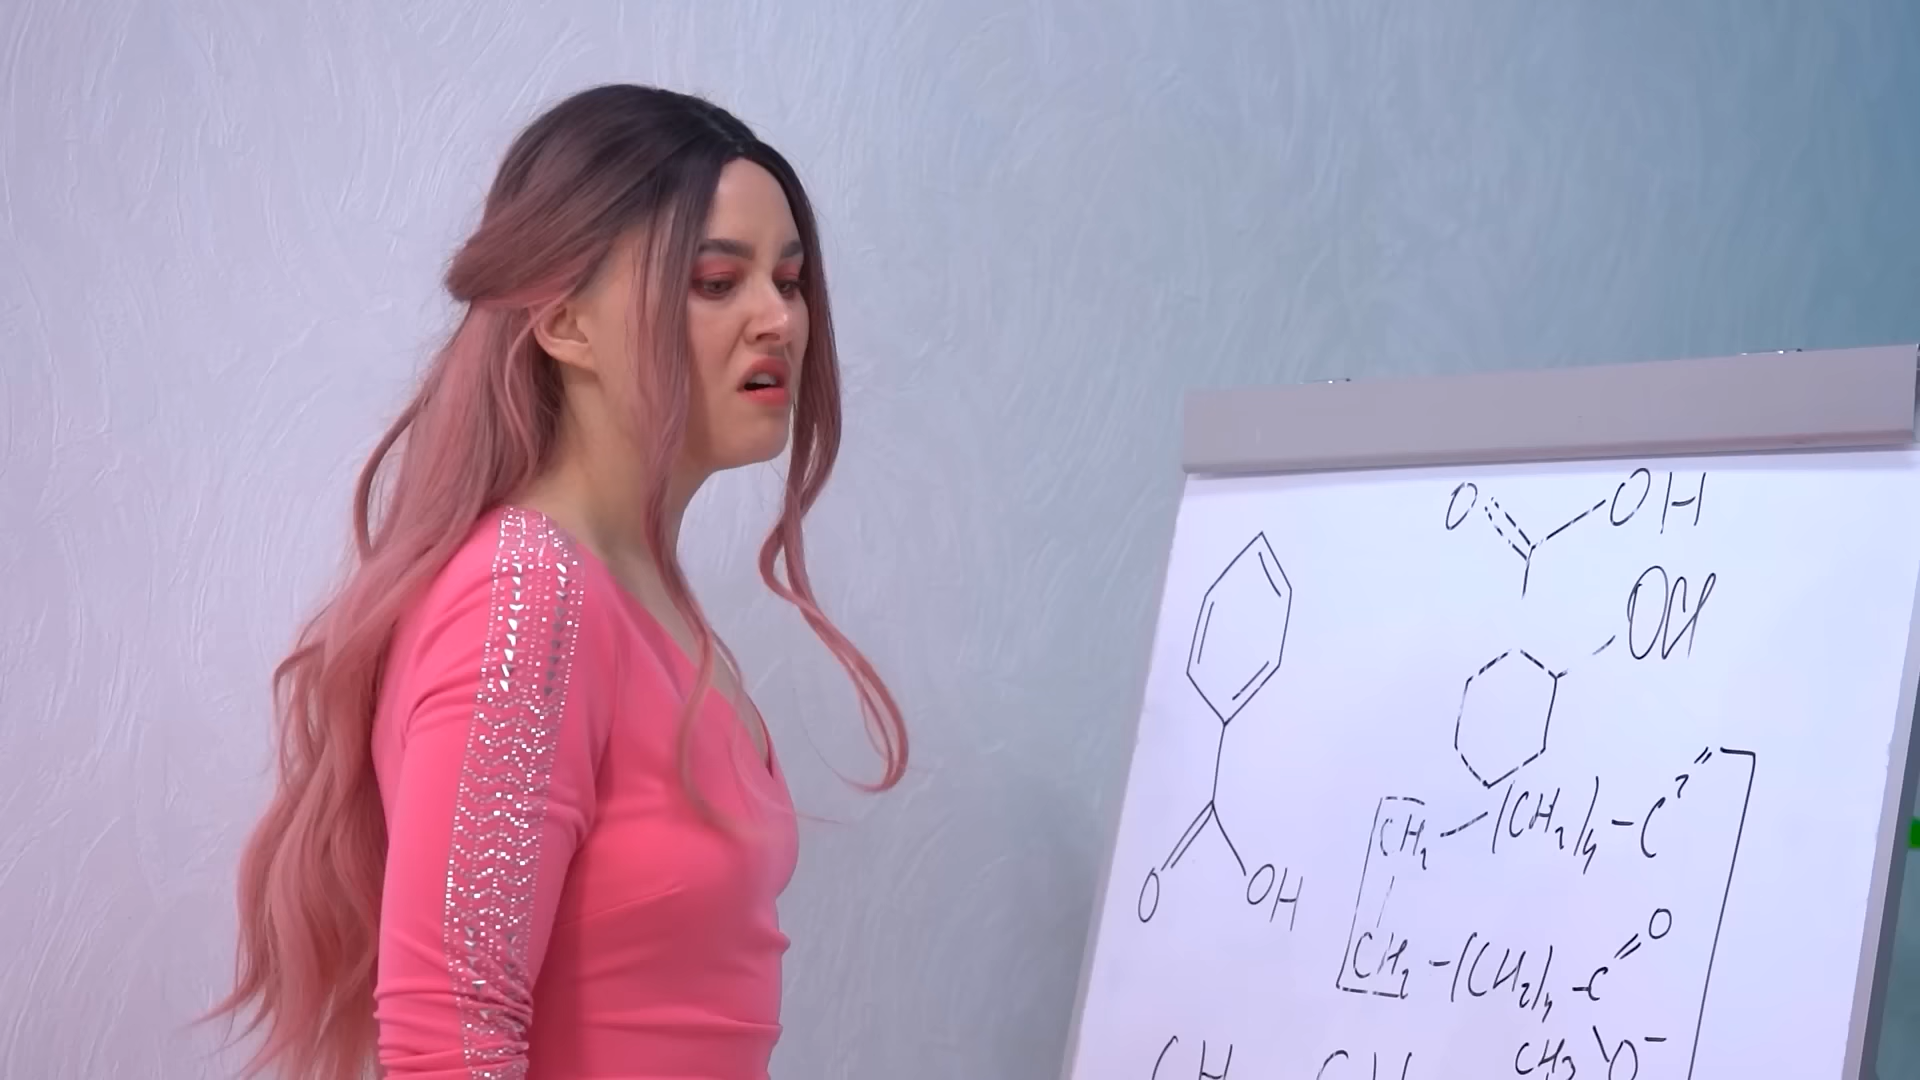 O OH
OH
O OH
CH₂-(CH₂)₄-C
CH₂-(CH₂)₄-C=O
CH₃ O⁻